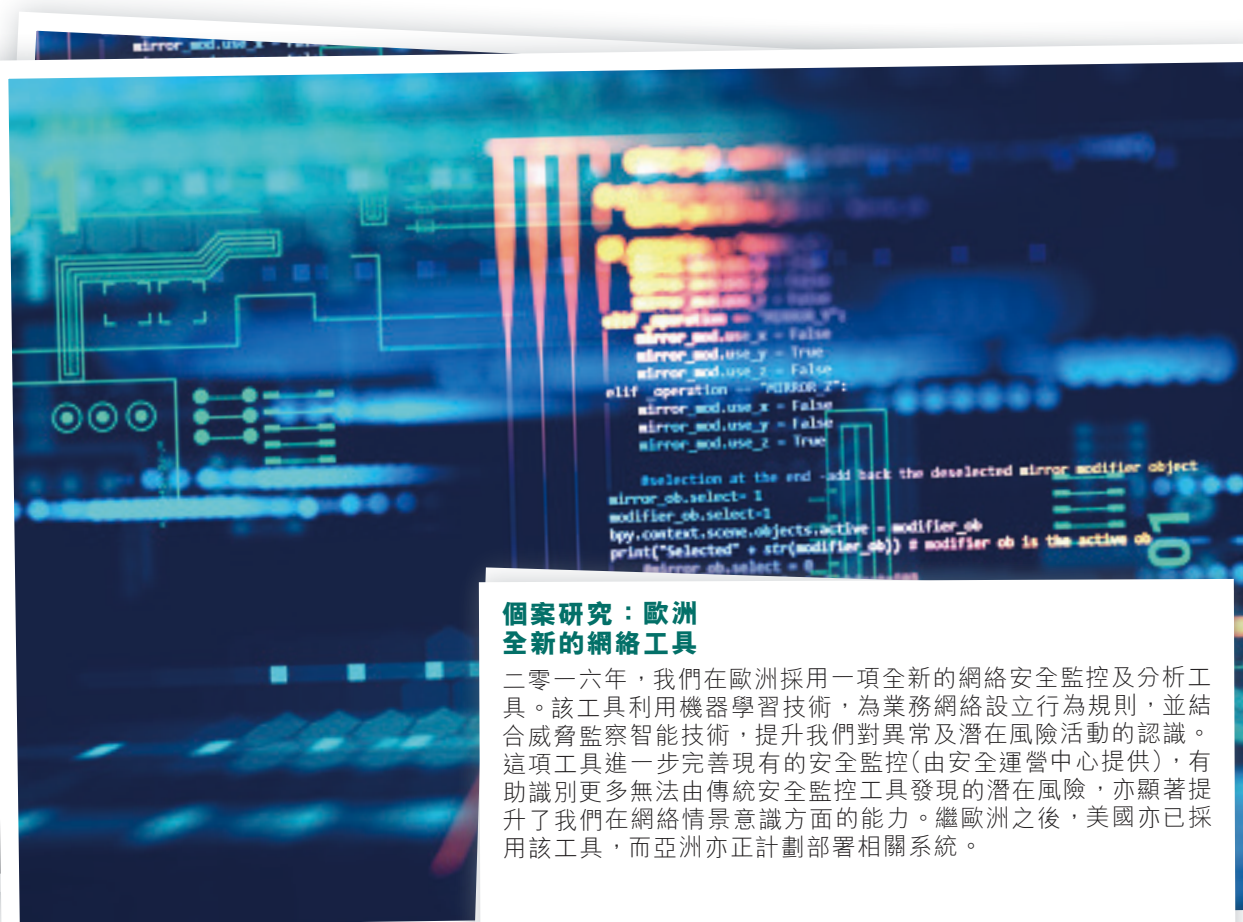 mirror_mod.use_x = False
01
elif _operation == "MIRROR_Y":
mirror_mod.use_x = False
mirror_mod.use_y = True
mirror_mod.use_z = False
elif _operation == "MIRROR_Z":
mirror_mod.use_x = False
mirror_mod.use_y = False
mirror_mod.use_z = True
#selection at the end -add back the deselected mirror modifier object
mirror_ob.select= 1
modifier_ob.select=1
bpy.context.scene.objects.active = modifier_ob
print("Selected" + str(modifier_ob)) # modifier ob is the active ob
#mirror_ob.select = 0
01
個案研究：歐洲
全新的網絡工具
二零一六年，我們在歐洲採用一項全新的網絡安全監控及分析工
具。該工具利用機器學習技術，為業務網絡設立行為規則，並結
合威脅監察智能技術，提升我們對異常及潛在風險活動的認識。
這項工具進一步完善現有的安全監控(由安全運營中心提供)，有
助識別更多無法由傳統安全監控工具發現的潛在風險，亦顯著提
升了我們在網絡情景意識方面的能力。繼歐洲之後，美國亦已採
用該工具，而亞洲亦正計劃部署相關系統。